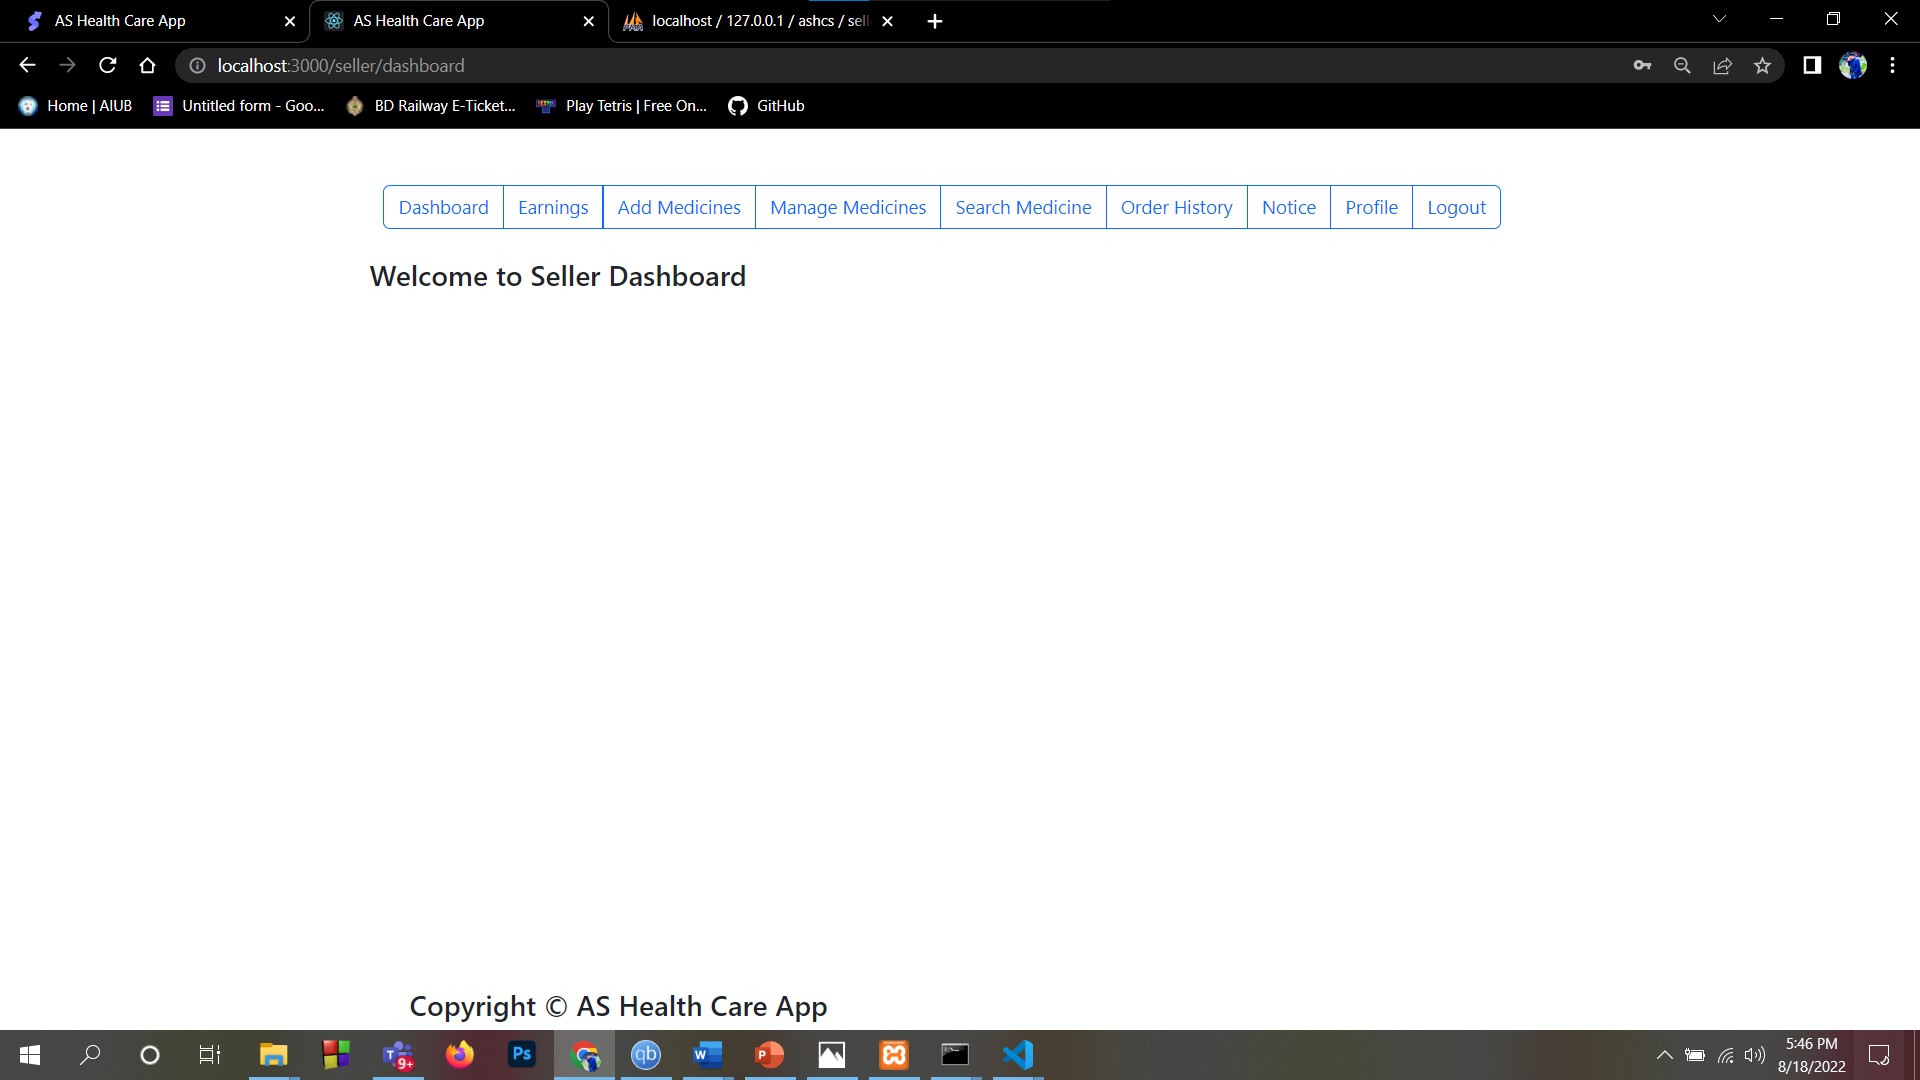 AS Health Care App
AS Health Care App
localhost / 127.0.0.1 / ashcs / sell
localhost:3000/seller/dashboard
Home | AIUB
Untitled form - Goo...
BD Railway E-Ticket...
Play Tetris | Free On...
GitHub
Dashboard
Earnings
Add Medicines
Manage Medicines
Search Medicine
Order History
Notice
Profile
Logout
Welcome to Seller Dashboard
Copyright © AS Health Care App
T
9+
Ps
qb
W
P
5:46 PM
8/18/2022